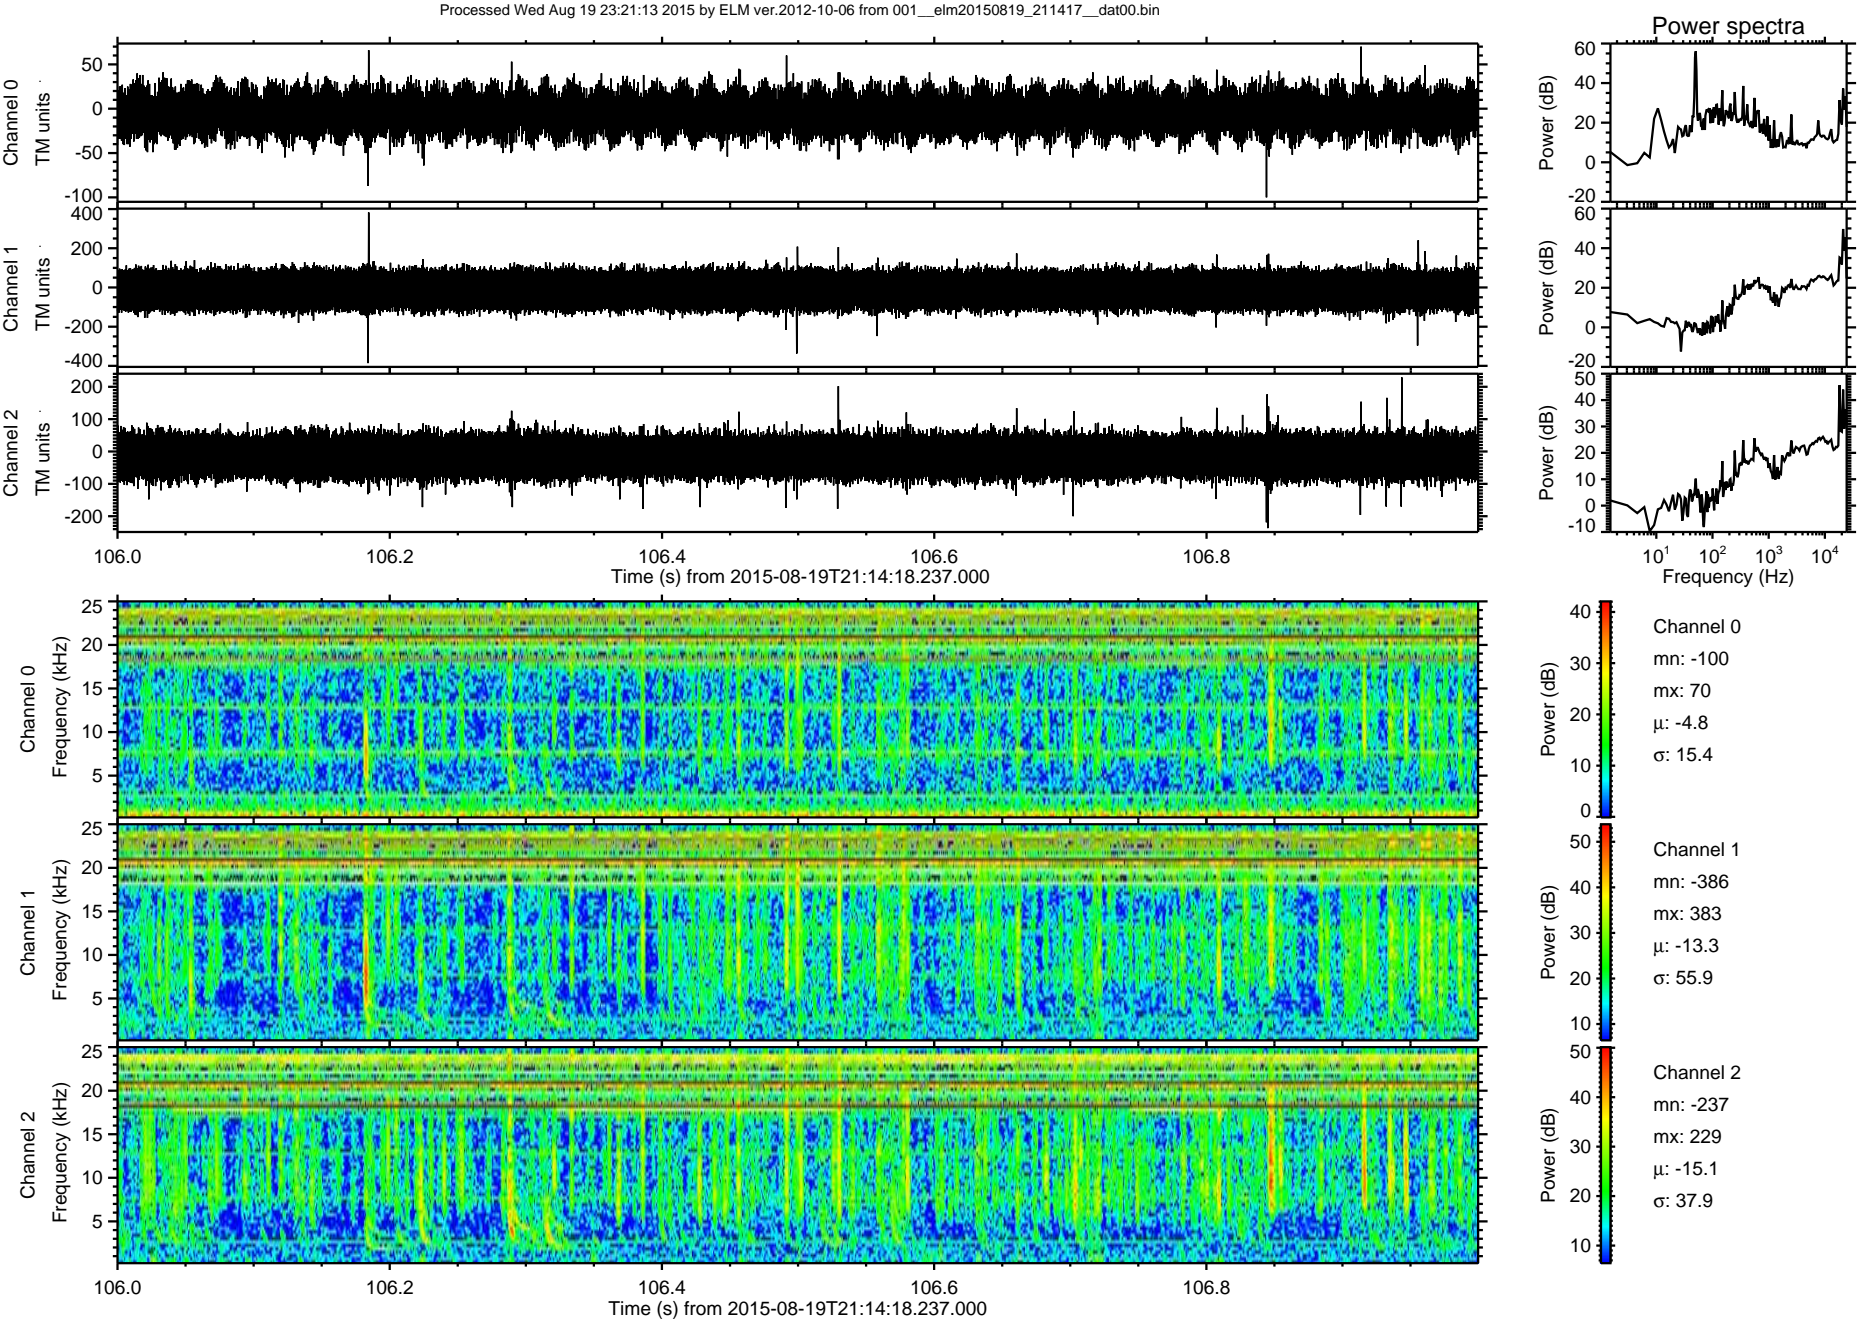 Processed Wed Aug 19 23:21:13 2015 by ELM ver.2012-10-06 from 001__elm20150819_211417__dat00.bin
Power spectra
Channel 0
TM units
50
0
-50
-100
Power (dB)
60
40
20
0
-20
Channel 1
TM units
400
200
0
-200
-400
Power (dB)
60
40
20
0
-20
Channel 2
TM units
200
100
0
-100
-200
Power (dB)
50
40
30
20
10
0
-10
106.0 106.2 106.4 106.6 106.8
Time (s) from 2015-08-19T21:14:18.237.000
10^1 10^2 10^3 10^4
Frequency (Hz)
Channel 0
Frequency (kHz)
25
20
15
10
5
Power (dB)
40
30
20
10
0
Channel 0
mn: -100
mx: 70
μ: -4.8
σ: 15.4
Channel 1
Frequency (kHz)
25
20
15
10
5
Power (dB)
50
40
30
20
10
Channel 1
mn: -386
mx: 383
μ: -13.3
σ: 55.9
Channel 2
Frequency (kHz)
25
20
15
10
5
Power (dB)
50
40
30
20
10
Channel 2
mn: -237
mx: 229
μ: -15.1
σ: 37.9
106.0 106.2 106.4 106.6 106.8
Time (s) from 2015-08-19T21:14:18.237.000